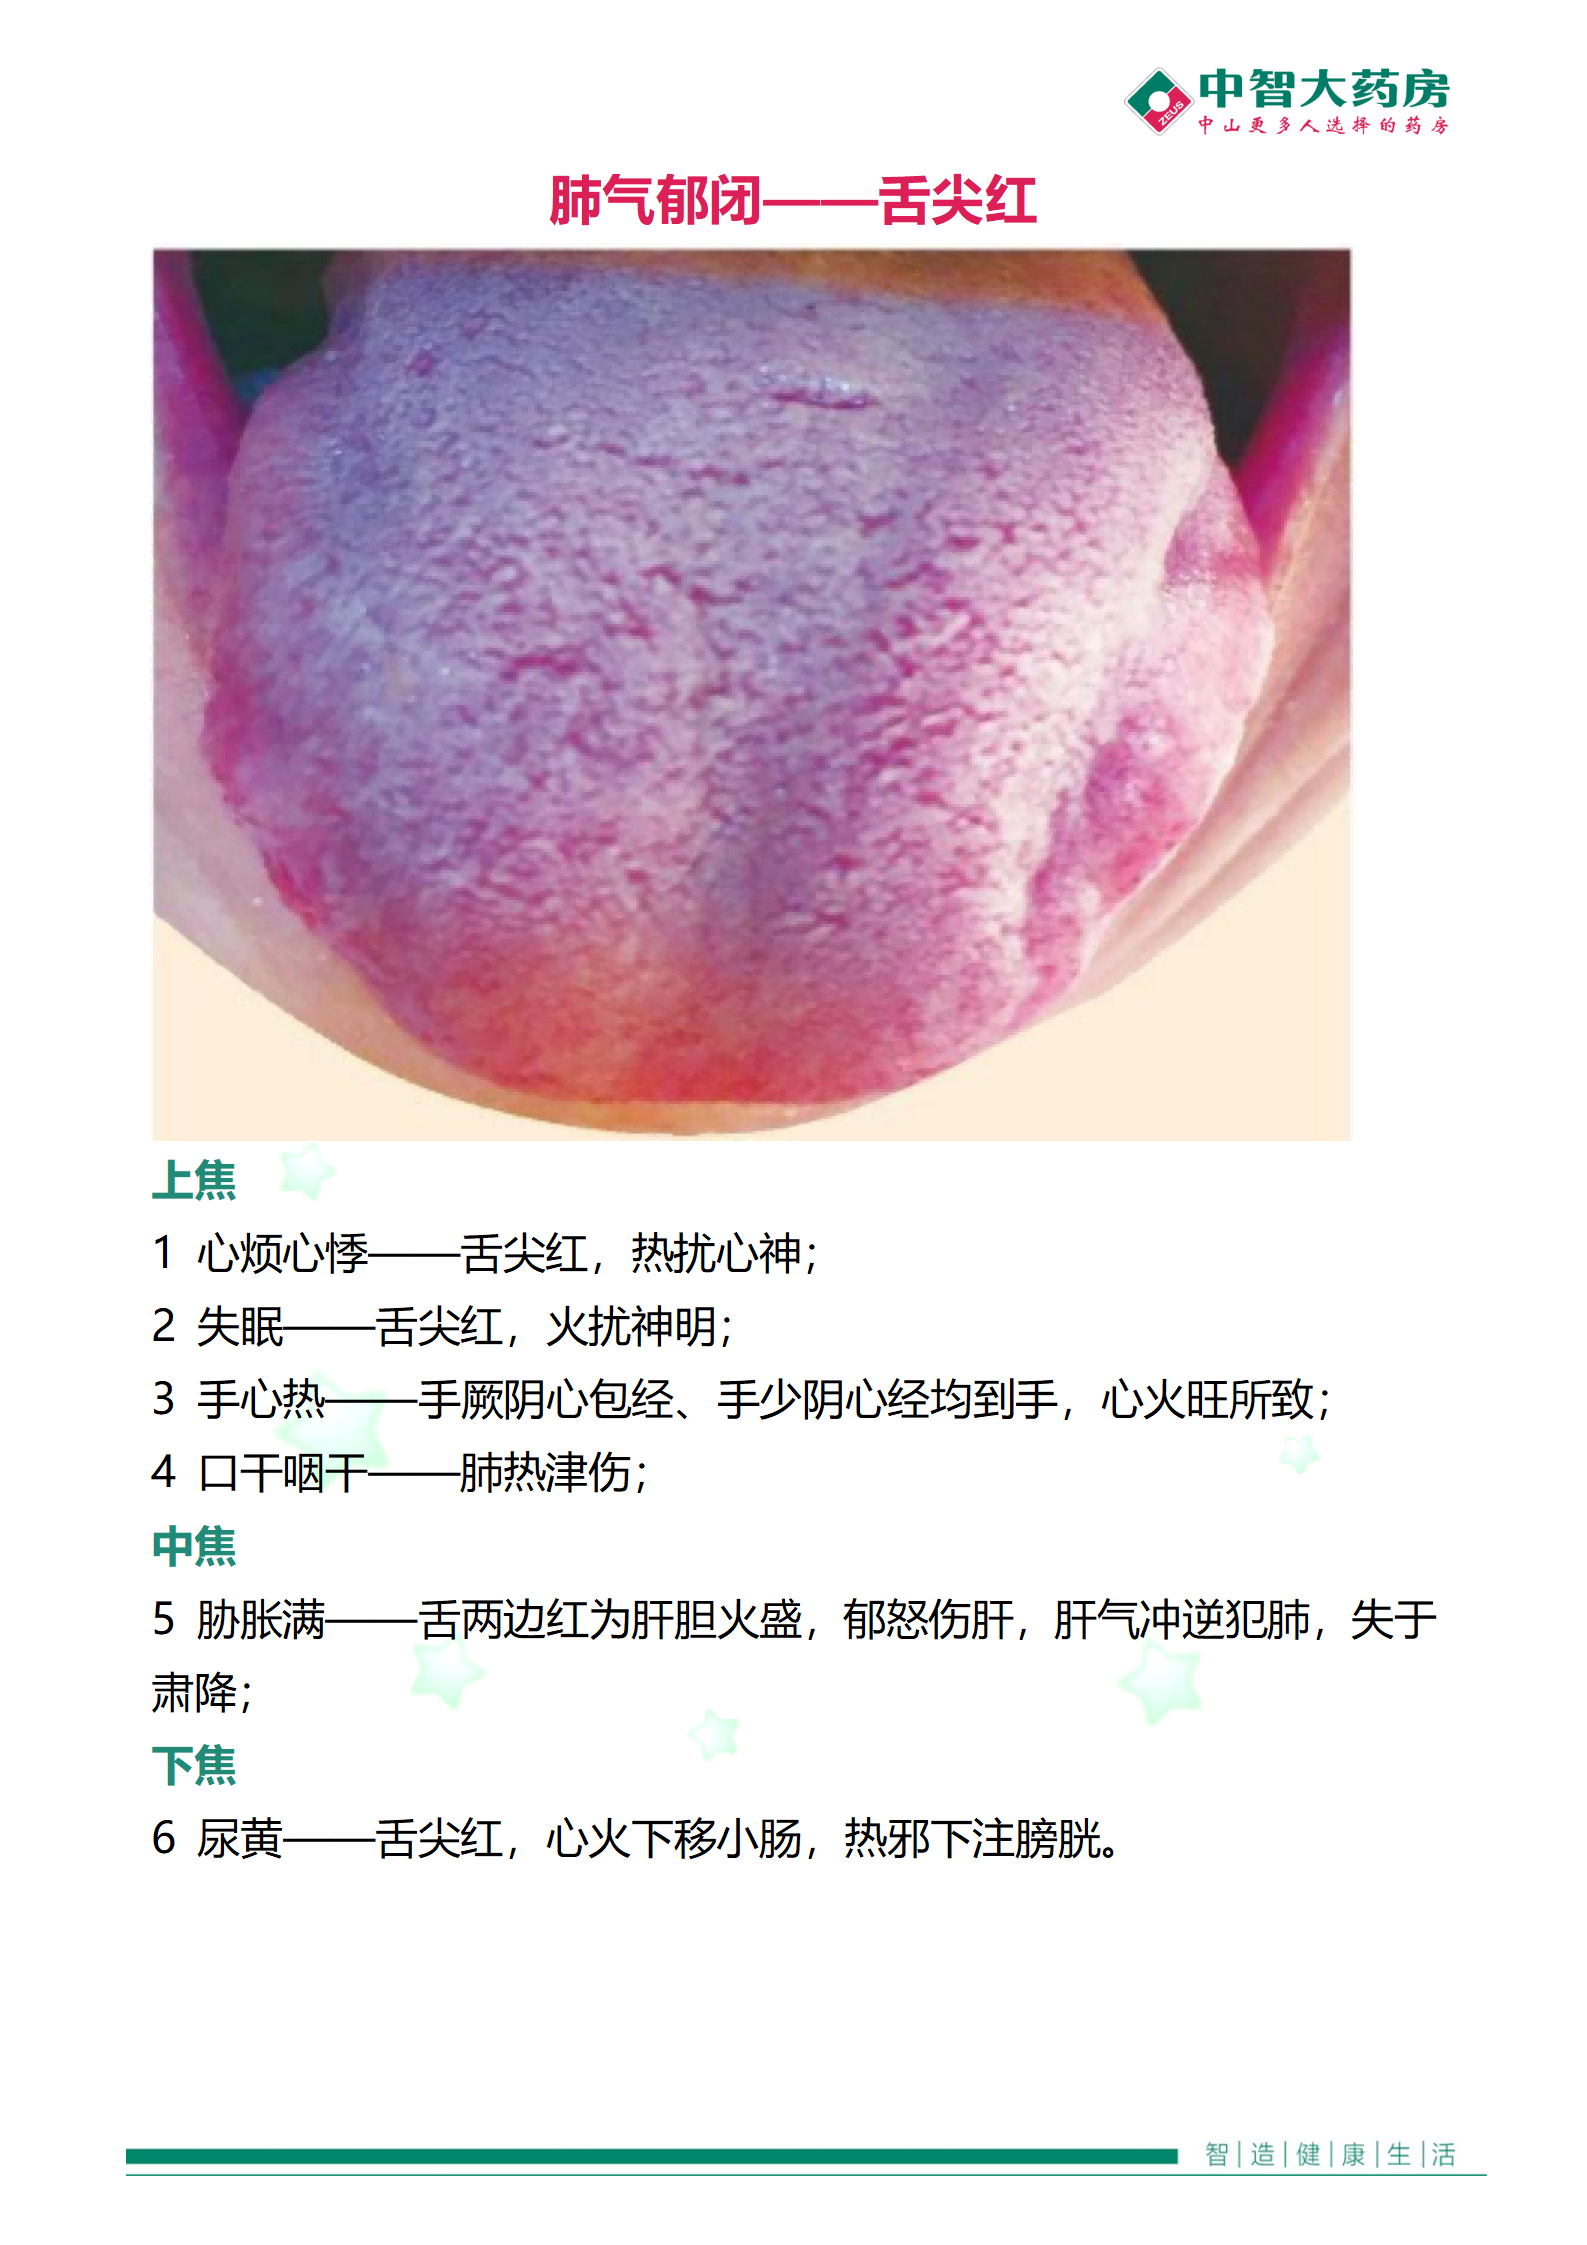 中智大药房
ZEUS
中山更多人选择的药房
肺气郁闭——舌尖红
上焦
1 心烦心悸——舌尖红，热扰心神；
2 失眠——舌尖红，火扰神明；
3 手心热——手厥阴心包经、手少阴心经均到手，心火旺所致；
4 口干咽干——肺热津伤；
中焦
5 胁胀满——舌两边红为肝胆火盛，郁怒伤肝，肝气冲逆犯肺，失于
肃降；
下焦
6 尿黄——舌尖红，心火下移小肠，热邪下注膀胱。
智|造|健|康|生|活